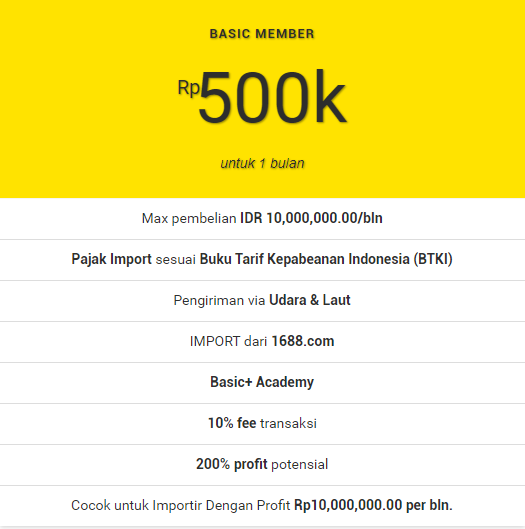 BASIC MEMBER
Rp500k
untuk 1 bulan
Max pembelian IDR 10,000,000.00/bln
Pajak Import sesuai Buku Tarif Kepabeanan Indonesia (BTKI)
Pengiriman via Udara & Laut
IMPORT dari 1688.com
Basic+ Academy
10% fee transaksi
200% profit potensial
Cocok untuk Importir Dengan Profit Rp10,000,000.00 per bln.